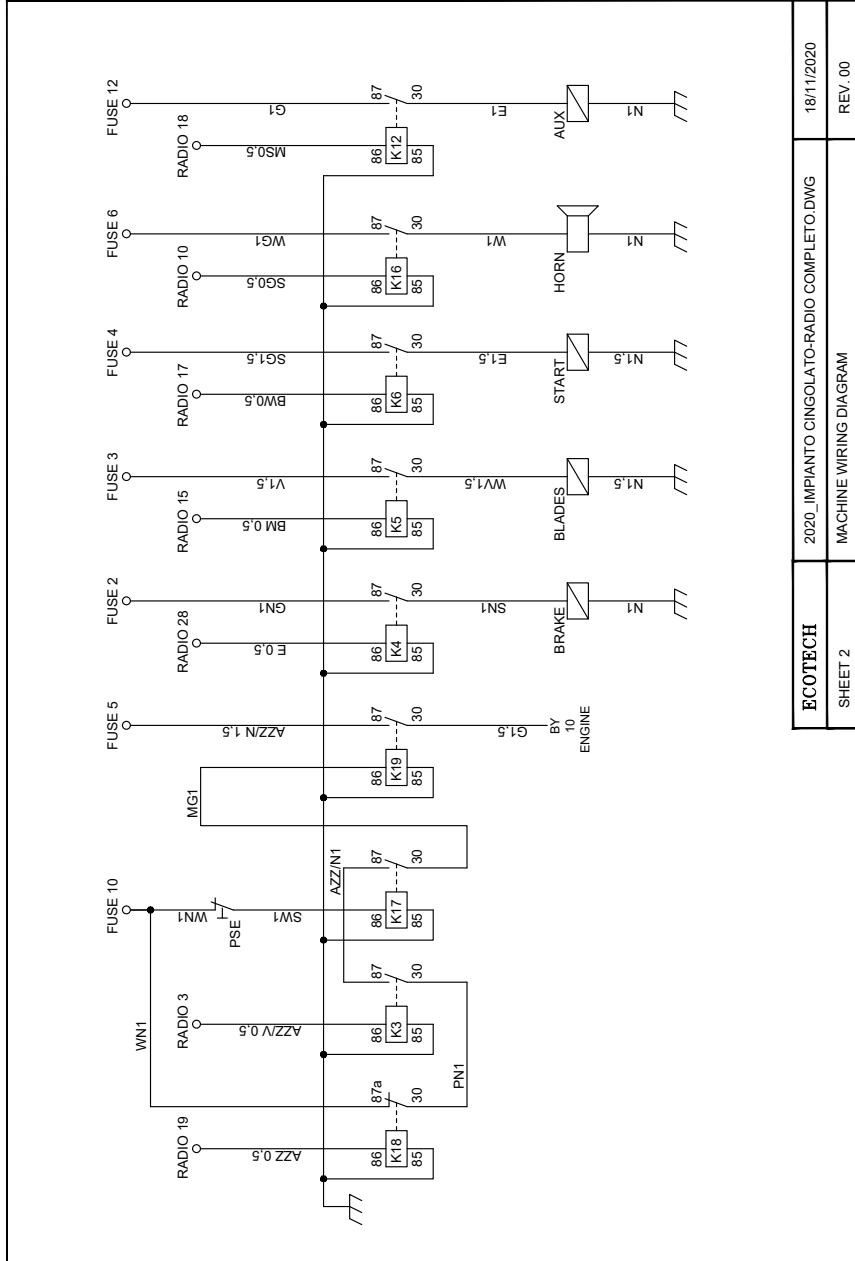 FUSE 10
FUSE 5
FUSE 2
FUSE 3
FUSE 4
FUSE 6
FUSE 12
RADIO 19
RADIO 3
RADIO 28
RADIO 15
RADIO 17
RADIO 10
RADIO 18
WN1
WN1
PSE
SW1
MG1
AZZ/N1
AZZ 0,5
AZZ/V 0,5
AZZ/N 1,5
E 0,5
GN1
BM 0,5
V1,5
BW0,5
SG1,5
SG0,5
WG1
MS0,5
G1
86 K18 85 87a 30
86 K3 85 87 30
86 K17 85 87 30
86 K19 85 87 30
86 K4 85 87 30
86 K5 85 87 30
86 K6 85 87 30
86 K16 85 87 30
86 K12 85 87 30
PN1
G1,5
SN1
WV1,5
E1,5
W1
E1
BY
10
ENGINE
BRAKE
BLADES
START
HORN
AUX
N1
N1,5
N1,5
N1
N1
ECOTECH
2020_IMPIANTO CINGOLATO-RADIO COMPLETO.DWG
18/11/2020
SHEET 2
MACHINE WIRING DIAGRAM
REV. 00